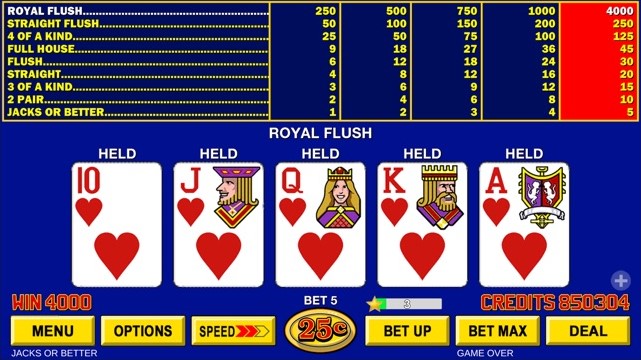 ROYAL FLUSH........ 250 500 750 1000 4000
STRAIGHT FLUSH........ 50 100 150 200 250
4 OF A KIND........ 25 50 75 100 125
FULL HOUSE........ 9 18 27 36 45
FLUSH........ 6 12 18 24 30
STRAIGHT........ 4 8 12 16 20
3 OF A KIND........ 3 6 9 12 15
2 PAIR........ 2 4 6 8 10
JACKS OR BETTER........ 1 2 3 4 5
ROYAL FLUSH
HELD HELD HELD HELD HELD
10 J Q K A
WIN 4000 BET 5 3 CREDITS 850304
MENU OPTIONS SPEED 25¢ BET UP BET MAX DEAL
JACKS OR BETTER GAME OVER